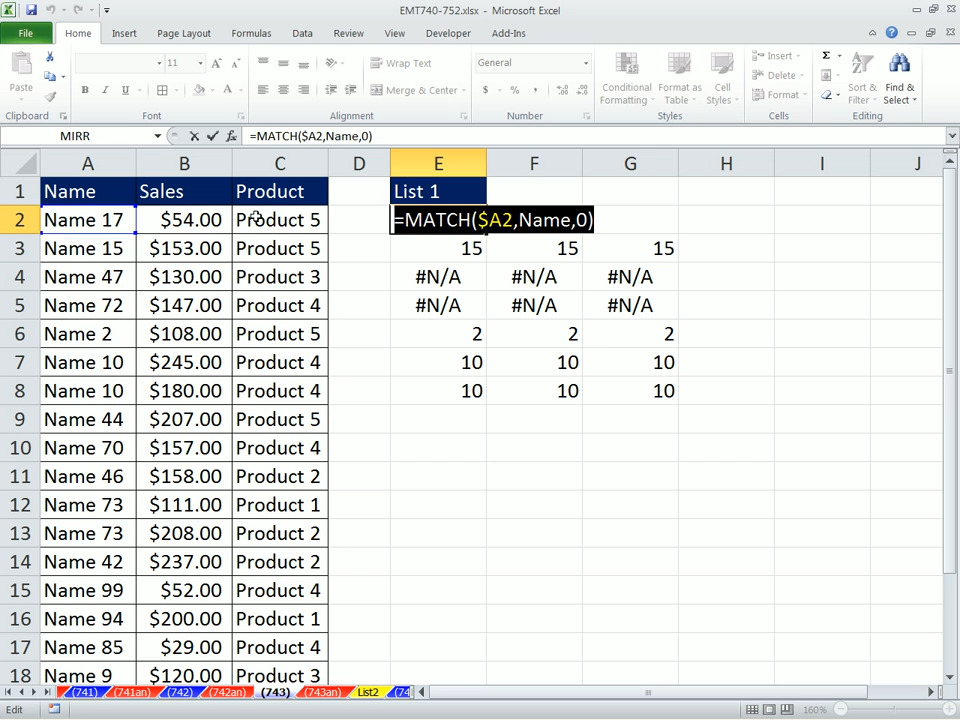 EMT740-752.xlsx - Microsoft Excel
File Home Insert Page Layout Formulas Data Review View Developer Add-Ins
Paste
Clipboard
11 A A
B I U A
Font
Wrap Text
Merge & Center
Alignment
General
$ % , .0 .00 .00 .0
Number
Conditional Formatting
Format as Table
Cell Styles
Styles
Insert
Delete
Format
Cells
Σ
Sort & Filter
Find & Select
Editing
MIRR fx =MATCH($A2,Name,0)
A B C D E F G H I J
1 Name Sales Product List 1
2 Name 17 $54.00 Product 5 =MATCH($A2,Name,0)
3 Name 15 $153.00 Product 5 15 15 15
4 Name 47 $130.00 Product 3 #N/A #N/A #N/A
5 Name 72 $147.00 Product 4 #N/A #N/A #N/A
6 Name 2 $108.00 Product 5 2 2 2
7 Name 10 $245.00 Product 4 10 10 10
8 Name 10 $180.00 Product 4 10 10 10
9 Name 44 $207.00 Product 5
10 Name 70 $157.00 Product 4
11 Name 46 $158.00 Product 2
12 Name 73 $111.00 Product 1
13 Name 73 $208.00 Product 2
14 Name 42 $237.00 Product 2
15 Name 99 $52.00 Product 4
16 Name 94 $200.00 Product 1
17 Name 85 $29.00 Product 4
18 Name 9 $120.00 Product 3
(741) (741an) (742) (742an) (743) (743an) List2 (74
Edit 160%